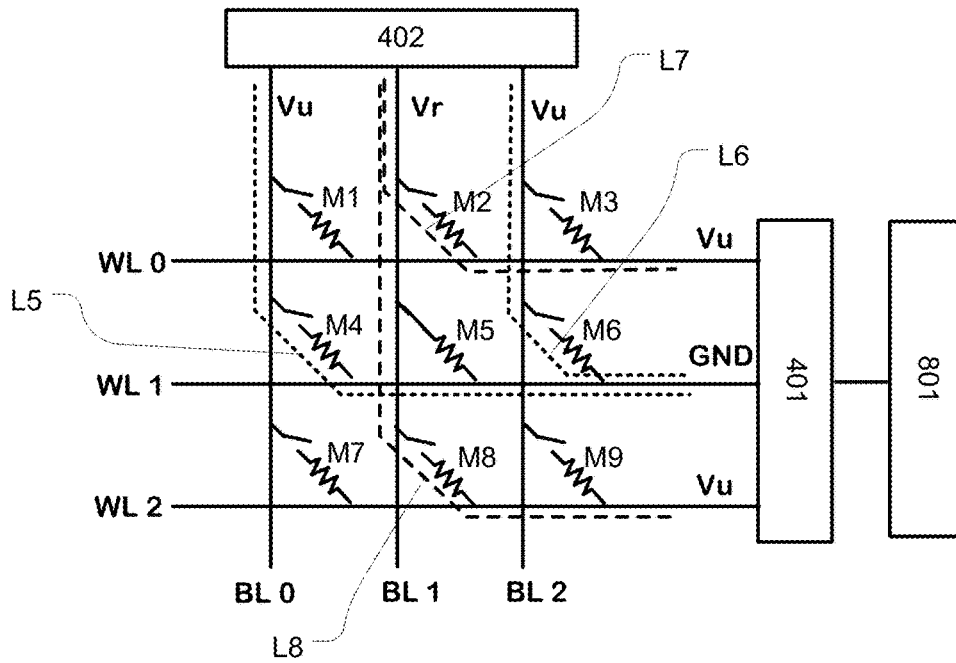 402
L7
Vu Vr Vu
L6
M1 M2 M3
Vu
WL 0
L5
M4 M5 M6
GND
401
801
WL 1
M7 M8 M9
Vu
WL 2
BL 0 BL 1 BL 2
L8